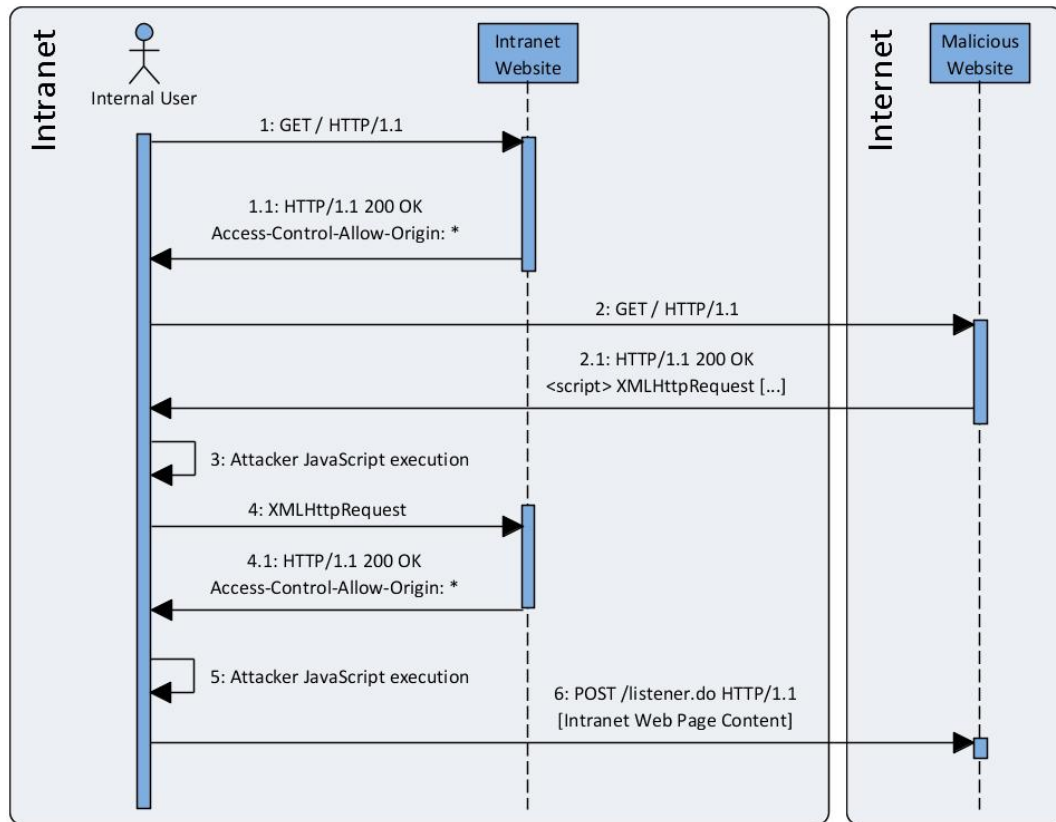 Intranet
Internet
Intranet
Website
Malicious
Website
Internal User
1: GET / HTTP/1.1
1.1: HTTP/1.1 200 OK
Access-Control-Allow-Origin: *
2: GET / HTTP/1.1
2.1: HTTP/1.1 200 OK
<script> XMLHttpRequest [...]
3: Attacker JavaScript execution
4: XMLHttpRequest
4.1: HTTP/1.1 200 OK
Access-Control-Allow-Origin: *
5: Attacker JavaScript execution
6: POST /listener.do HTTP/1.1
[Intranet Web Page Content]